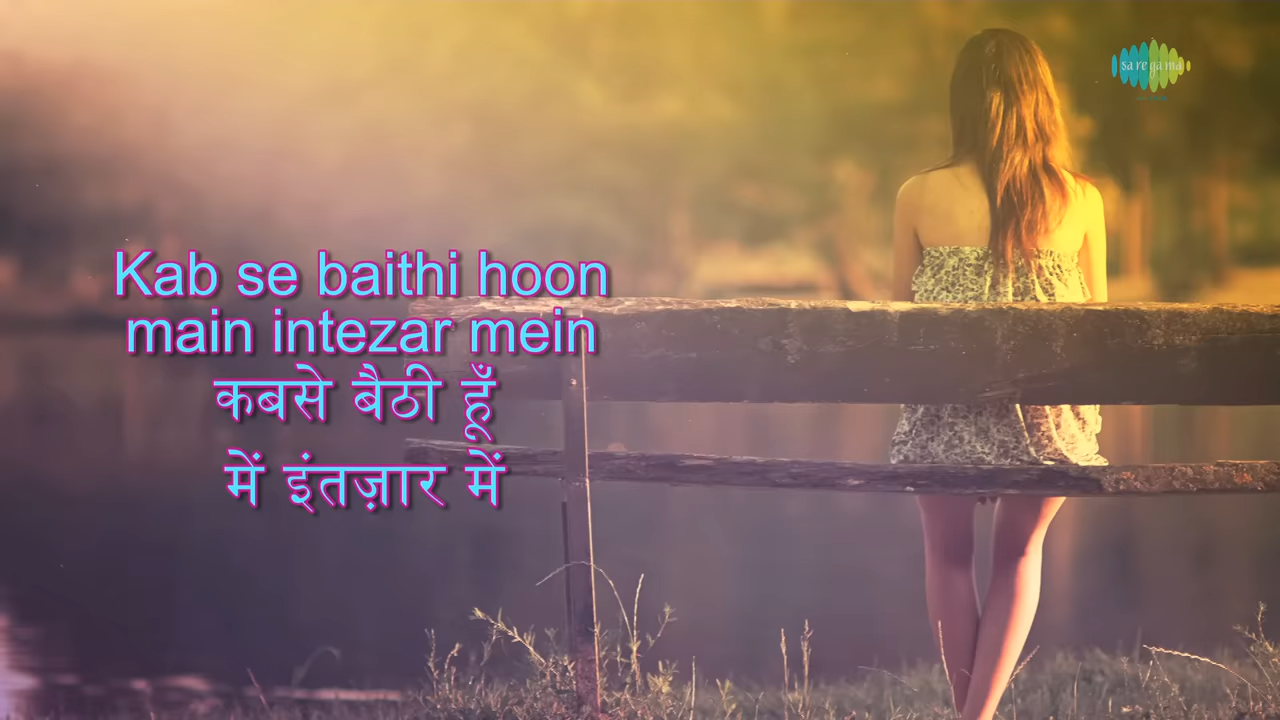 sa re ga ma
Kab se baithi hoon
main intezar mein
कबसे बैठी हूँ
में इंतज़ार में